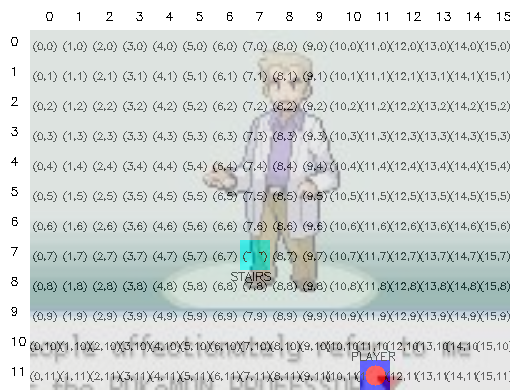 0 1 2 3 4 5 6 7 8 9 10 11 12 13 14 15
0 (0,0) (1,0) (2,0) (3,0) (4,0) (5,0) (6,0) (7,0) (8,0) (9,0) (10,0) (11,0) (12,0) (13,0) (14,0) (15,0)
1 (0,1) (1,1) (2,1) (3,1) (4,1) (5,1) (6,1) (7,1) (8,1) (9,1) (10,1) (11,1) (12,1) (13,1) (14,1) (15,1)
2 (0,2) (1,2) (2,2) (3,2) (4,2) (5,2) (6,2) (7,2) (8,2) (9,2) (10,2) (11,2) (12,2) (13,2) (14,2) (15,2)
3 (0,3) (1,3) (2,3) (3,3) (4,3) (5,3) (6,3) (7,3) (8,3) (9,3) (10,3) (11,3) (12,3) (13,3) (14,3) (15,3)
4 (0,4) (1,4) (2,4) (3,4) (4,4) (5,4) (6,4) (7,4) (8,4) (9,4) (10,4) (11,4) (12,4) (13,4) (14,4) (15,4)
5 (0,5) (1,5) (2,5) (3,5) (4,5) (5,5) (6,5) (7,5) (8,5) (9,5) (10,5) (11,5) (12,5) (13,5) (14,5) (15,5)
6 (0,6) (1,6) (2,6) (3,6) (4,6) (5,6) (6,6) (7,6) (8,6) (9,6) (10,6) (11,6) (12,6) (13,6) (14,6) (15,6)
7 (0,7) (1,7) (2,7) (3,7) (4,7) (5,7) (6,7) (8,7) (9,7) (10,7) (11,7) (12,7) (13,7) (14,7) (15,7)
STAIRS
8 (0,8) (1,8) (2,8) (3,8) (4,8) (5,8) (6,8) (7,8) (8,8) (9,8) (10,8) (11,8) (12,8) (13,8) (14,8) (15,8)
9 (0,9) (1,9) (2,9) (3,9) (4,9) (5,9) (6,9) (7,9) (8,9) (9,9) (10,9) (11,9) (12,9) (13,9) (14,9) (15,9)
10 (0,10) (1,10) (2,10) (3,10) (4,10) (5,10) (6,10) (7,10) (8,10) (9,10) (10,10) (11,10) (12,10) (13,10) (14,10) (15,10)
affectionately refer to me
PLAYER
11 (0,11) (1,11) (2,11) (3,11) (4,11) (5,11) (6,11) (7,11) (8,11) (9,11) (10,11) (12,11) (13,11) (14,11) (15,11)